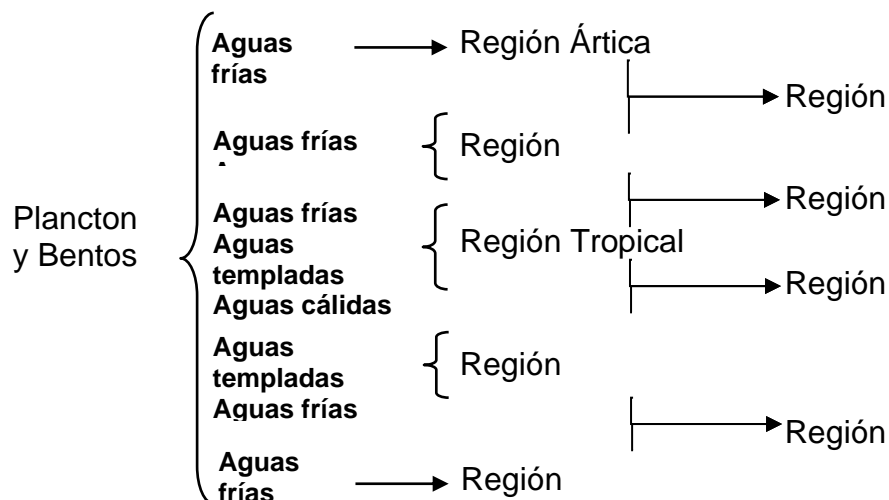 Plancton
y Bentos
Aguas
frías
Región Ártica
Región
Aguas frías
Región
Región
Aguas frías
Aguas
templadas
Aguas cálidas
Región Tropical
Región
Aguas
templadas
Aguas frías
Región
Región
Aguas
frías
Región